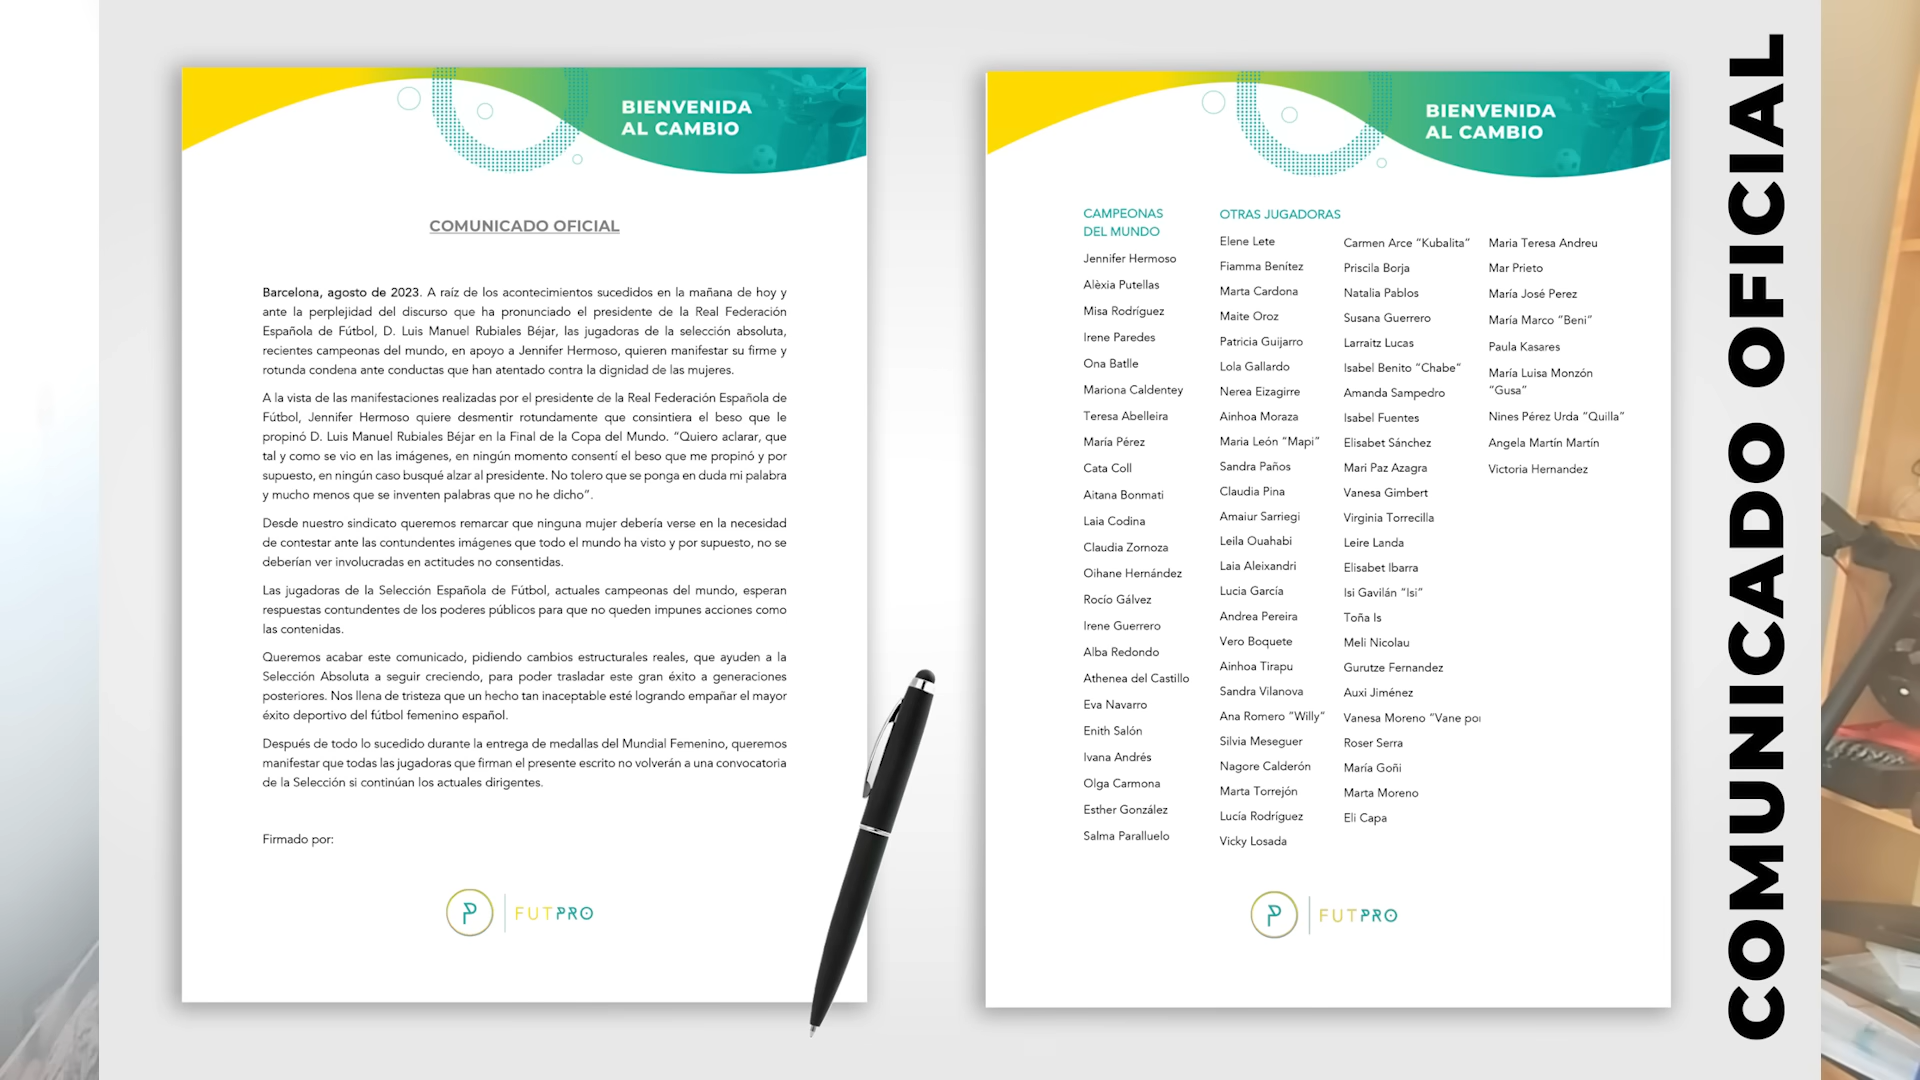 BIENVENIDA
AL CAMBIO
COMUNICADO OFICIAL
Barcelona, agosto de 2023. A raíz de los acontecimientos sucedidos en la mañana de hoy y
ante la perplejidad del discurso que ha pronunciado el presidente de la Real Federación
Española de Fútbol, D. Luis Manuel Rubiales Béjar, las jugadoras de la selección absoluta,
recientes campeonas del mundo, en apoyo a Jennifer Hermoso, quieren manifestar su firme y
rotunda condena ante conductas que han atentado contra la dignidad de las mujeres.
A la vista de las manifestaciones realizadas por el presidente de la Real Federación Española de
Fútbol, Jennifer Hermoso quiere desmentir rotundamente que consintiera el beso que le
propinó D. Luis Manuel Rubiales Béjar en la Final de la Copa del Mundo. “Quiero aclarar, que
tal y como se vio en las imágenes, en ningún momento consentí el beso que me propinó y por
supuesto, en ningún caso busqué alzar al presidente. No tolero que se ponga en duda mi palabra
y mucho menos que se inventen palabras que no he dicho”.
Desde nuestro sindicato queremos remarcar que ninguna mujer debería verse en la necesidad
de contestar ante las contundentes imágenes que todo el mundo ha visto y por supuesto, no se
deberían ver involucradas en actitudes no consentidas.
Las jugadoras de la Selección Española de Fútbol, actuales campeonas del mundo, esperan
respuestas contundentes de los poderes públicos para que no queden impunes acciones como
las contenidas.
Queremos acabar este comunicado, pidiendo cambios estructurales reales, que ayuden a la
Selección Absoluta a seguir creciendo, para poder trasladar este gran éxito a generaciones
posteriores. Nos llena de tristeza que un hecho tan inaceptable esté logrando empañar el mayor
éxito deportivo del fútbol femenino español.
Después de todo lo sucedido durante la entrega de medallas del Mundial Femenino, queremos
manifestar que todas las jugadoras que firman el presente escrito no volverán a una convocatoria
de la Selección si continúan los actuales dirigentes.
Firmado por:
FUTPRO
BIENVENIDA
AL CAMBIO
CAMPEONAS
DEL MUNDO
Jennifer Hermoso
Alèxia Putellas
Misa Rodríguez
Irene Paredes
Ona Batlle
Mariona Caldentey
Teresa Abelleira
María Pérez
Cata Coll
Aitana Bonmati
Laia Codina
Claudia Zornoza
Oihane Hernández
Rocío Gálvez
Irene Guerrero
Alba Redondo
Athenea del Castillo
Eva Navarro
Enith Salón
Ivana Andrés
Olga Carmona
Esther González
Salma Paralluelo
OTRAS JUGADORAS
Elene Lete
Fiamma Benítez
Marta Cardona
Maite Oroz
Patricia Guijarro
Lola Gallardo
Nerea Eizagirre
Ainhoa Moraza
Maria León “Mapi”
Sandra Paños
Claudia Pina
Amaiur Sarriegi
Leila Ouahabi
Laia Aleixandri
Lucia García
Andrea Pereira
Vero Boquete
Ainhoa Tirapu
Sandra Vilanova
Ana Romero “Willy”
Silvia Meseguer
Nagore Calderón
Marta Torrejón
Lucía Rodríguez
Vicky Losada
Carmen Arce “Kubalita”
Priscila Borja
Natalia Pablos
Susana Guerrero
Larraitz Lucas
Isabel Benito “Chabe”
Amanda Sampedro
Isabel Fuentes
Elisabet Sánchez
Mari Paz Azagra
Vanesa Gimbert
Virginia Torrecilla
Leire Landa
Elisabet Ibarra
Isi Gavilán “Isi”
Toña Is
Meli Nicolau
Gurutze Fernandez
Auxi Jiménez
Vanesa Moreno “Vane por
Roser Serra
María Goñi
Marta Moreno
Eli Capa
Maria Teresa Andreu
Mar Prieto
María José Perez
María Marco “Beni”
Paula Kasares
María Luisa Monzón
“Gusa”
Nines Pérez Urda “Quilla”
Angela Martín Martín
Victoria Hernandez
FUTPRO
COMUNICADO OFICIAL